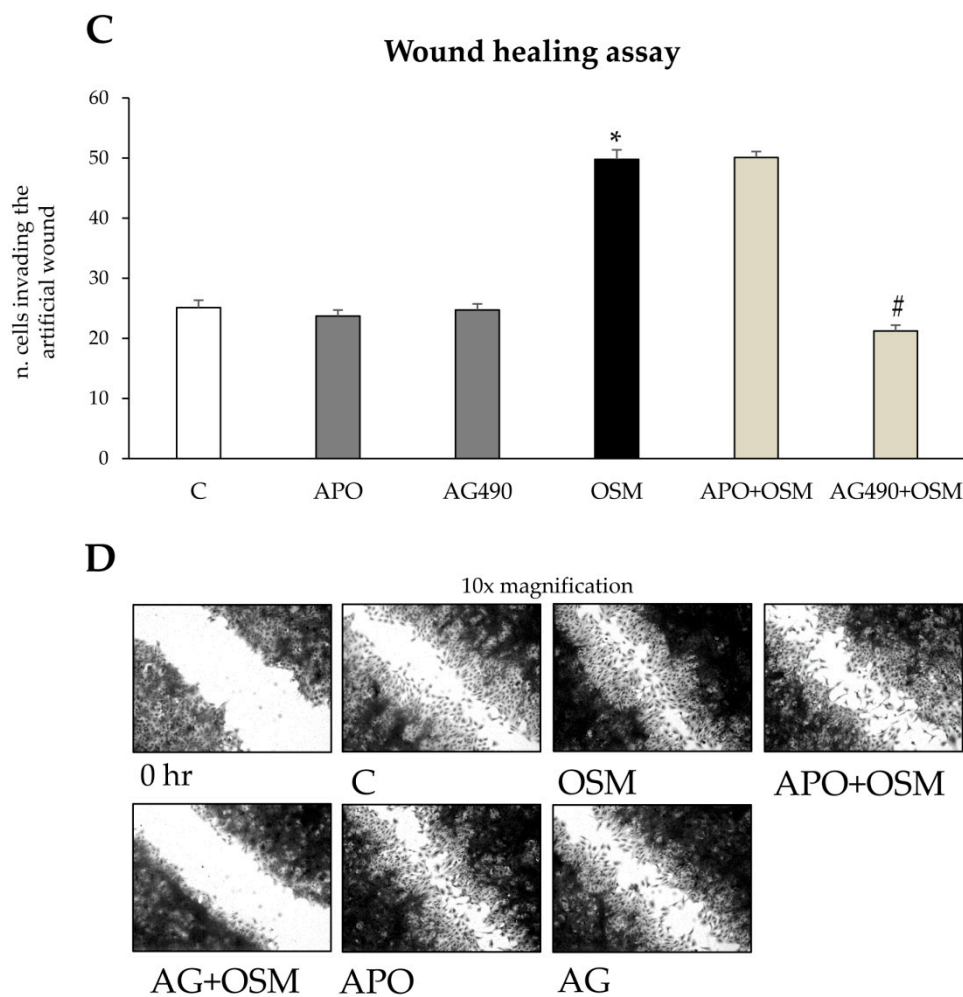 C
Wound healing assay
n. cells invading the
artificial wound
60
50
40
30
20
10
0
*
#
C APO AG490 OSM APO+OSM AG490+OSM
D
10x magnification
0 hr C OSM APO+OSM
AG+OSM APO AG